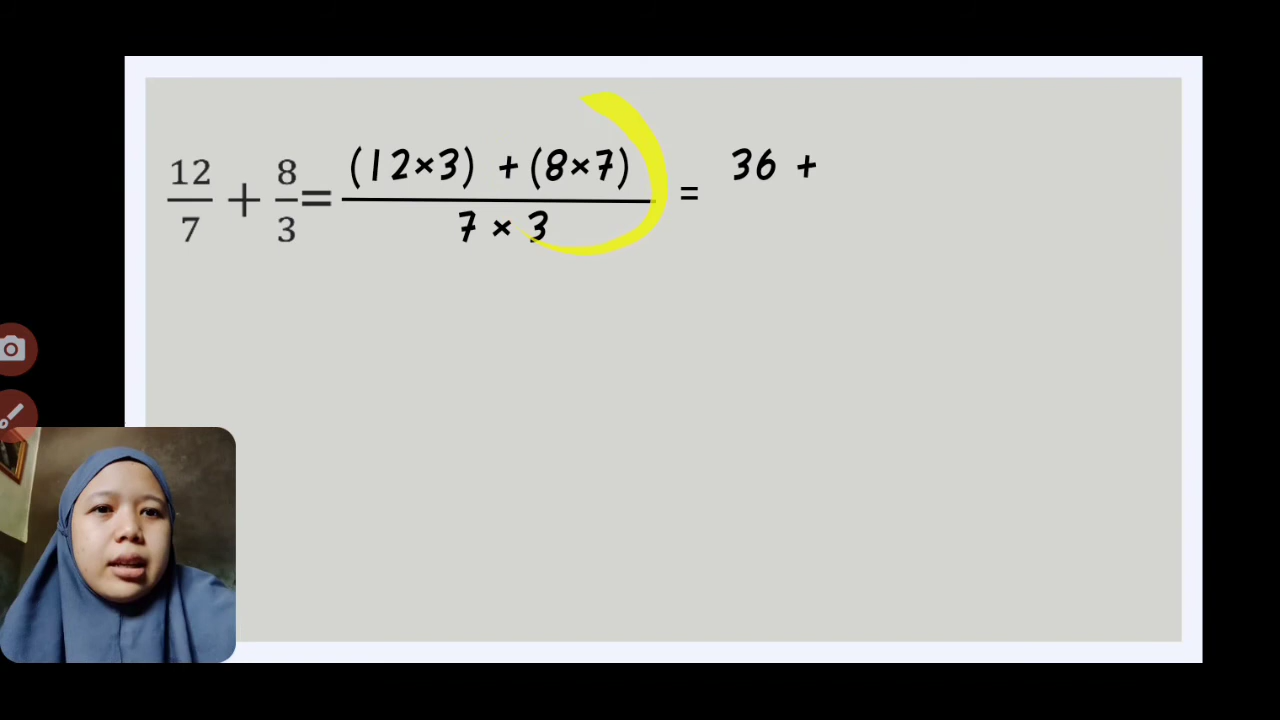 12/7 + 8/3 = (12×3) + (8×7) / 7 × 3 = 36 +